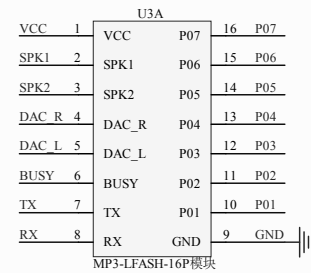 U3A
VCC 1 VCC P07 16 P07
SPK1 2 SPK1 P06 15 P06
SPK2 3 SPK2 P05 14 P05
DAC_R 4 DAC_R P04 13 P04
DAC_L 5 DAC_L P03 12 P03
BUSY 6 BUSY P02 11 P02
TX 7 TX P01 10 P01
RX 8 RX GND 9 GND
MP3-LFASH-16P模块